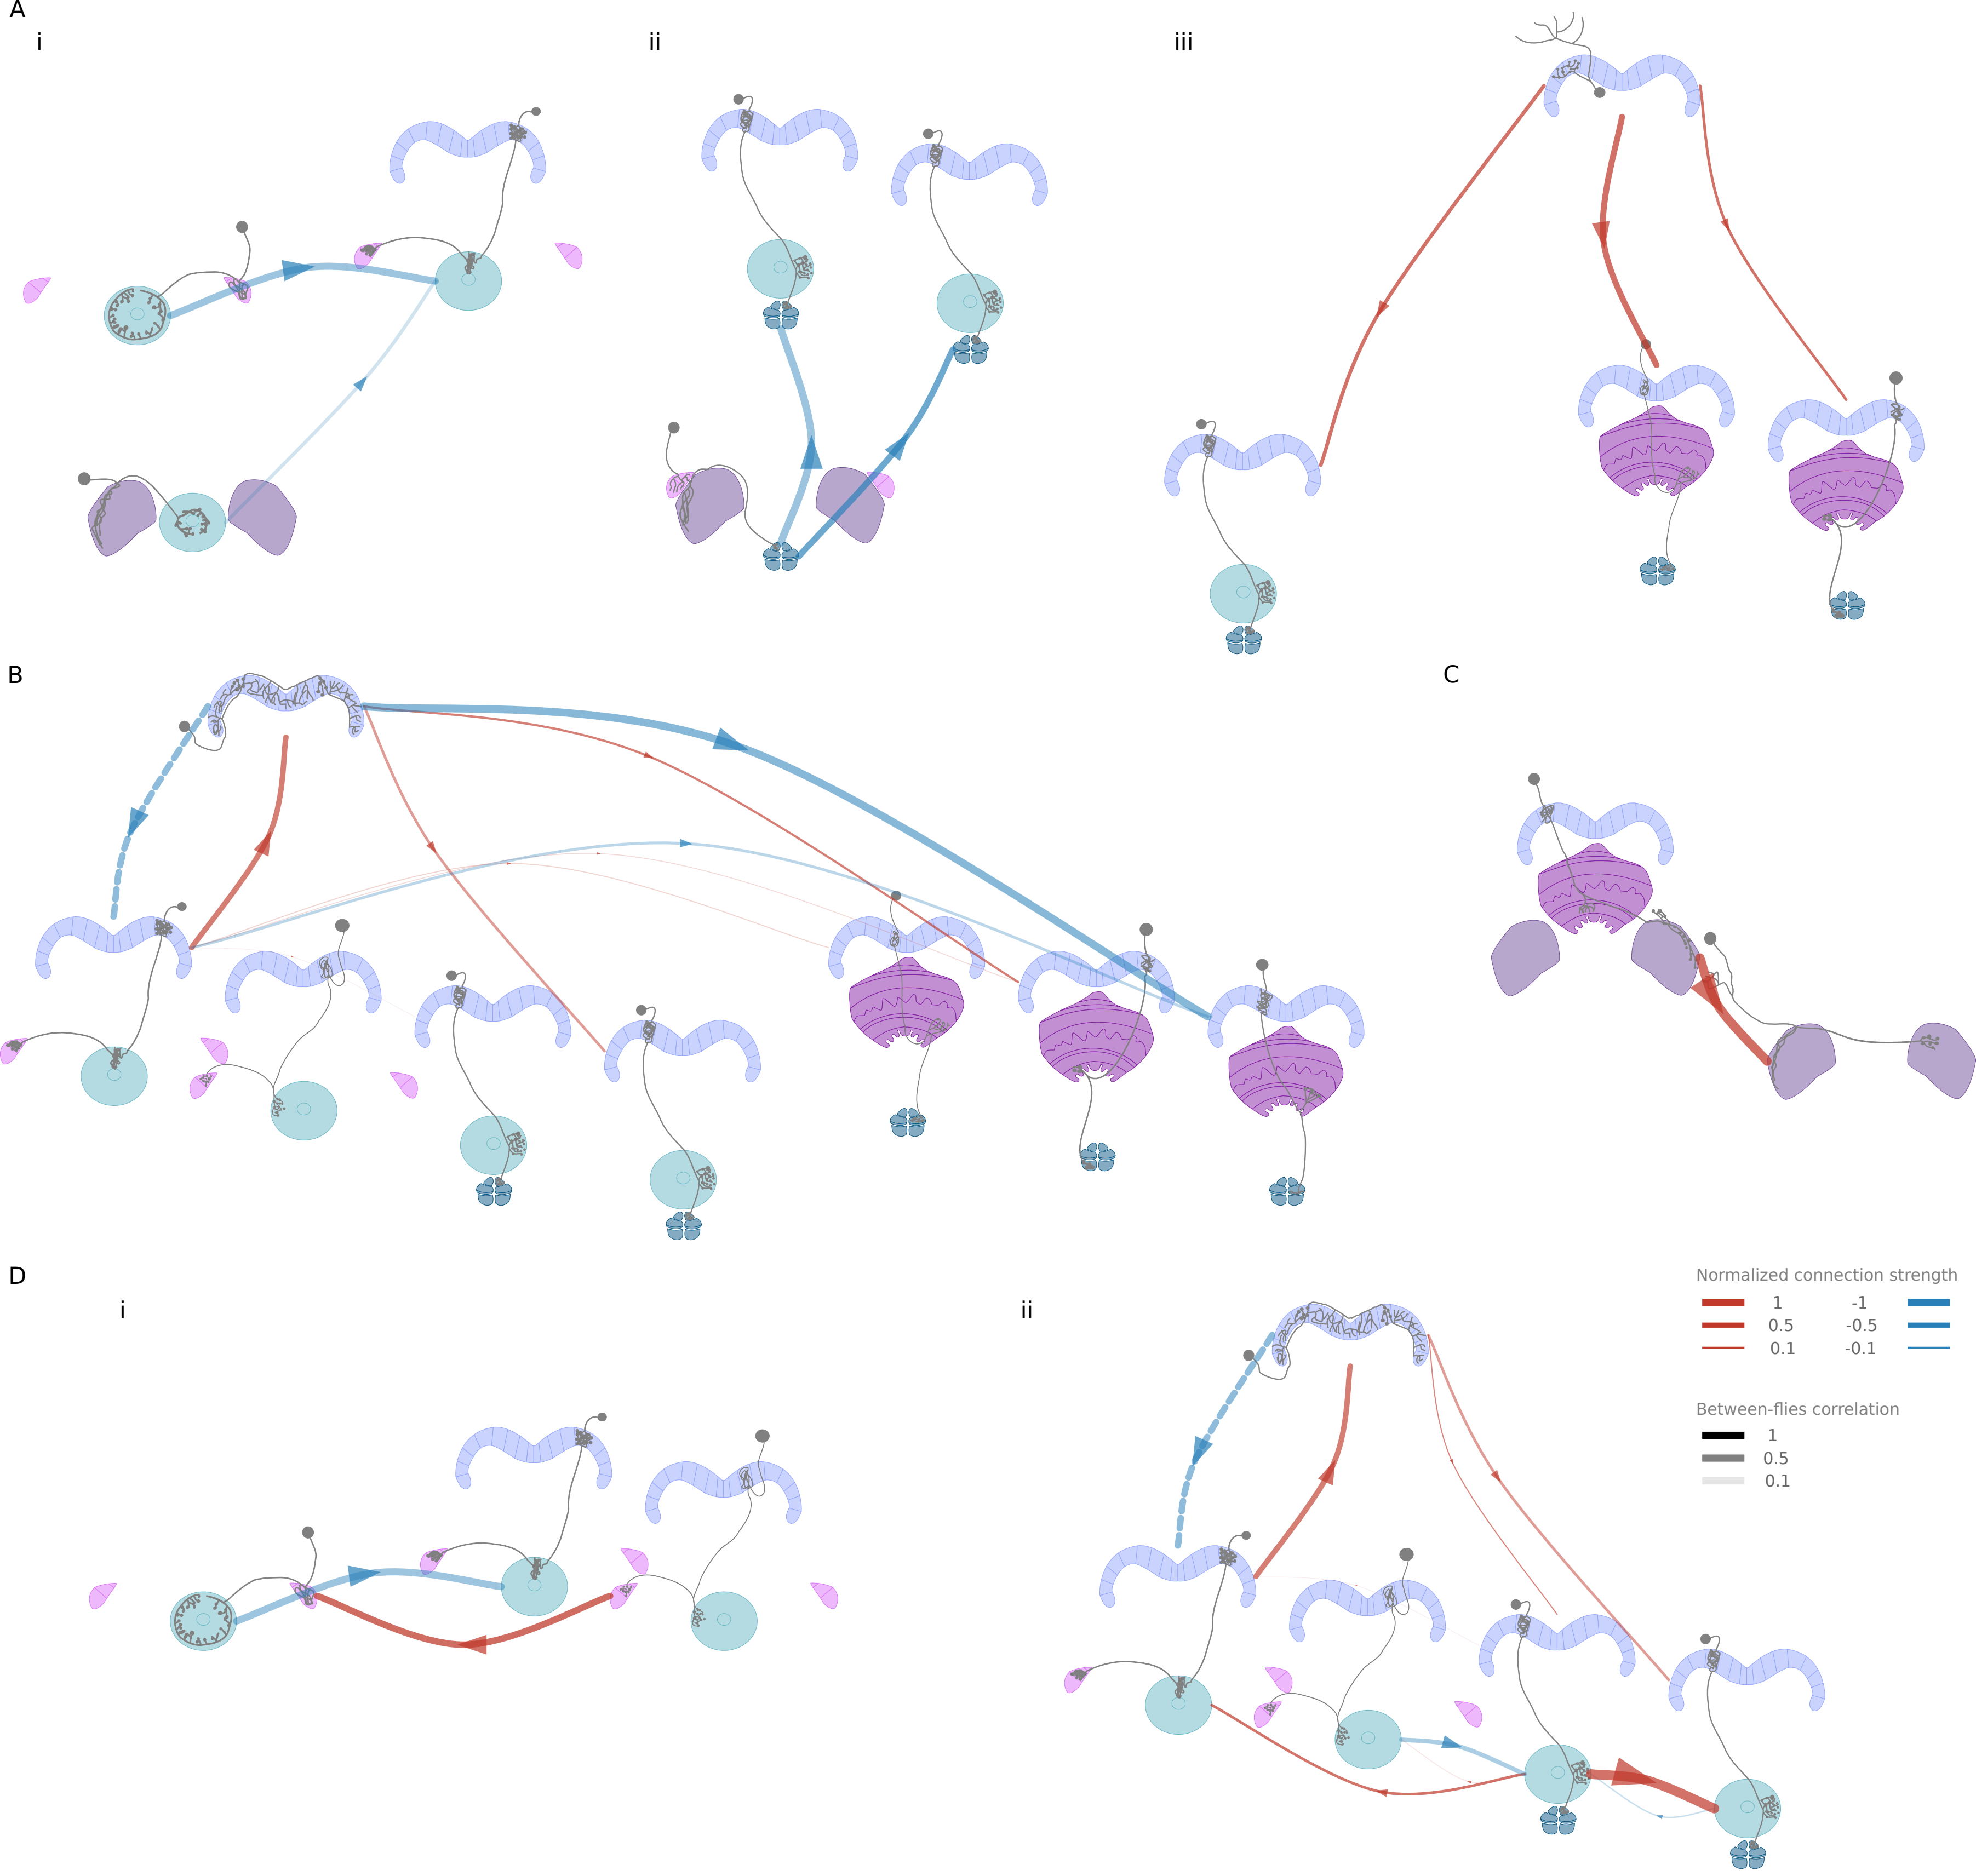 A
i
ii
iii
B
C
D
i
ii
Normalized connection strength
1 -1
0.5 -0.5
0.1 -0.1
Between-flies correlation
1
0.5
0.1